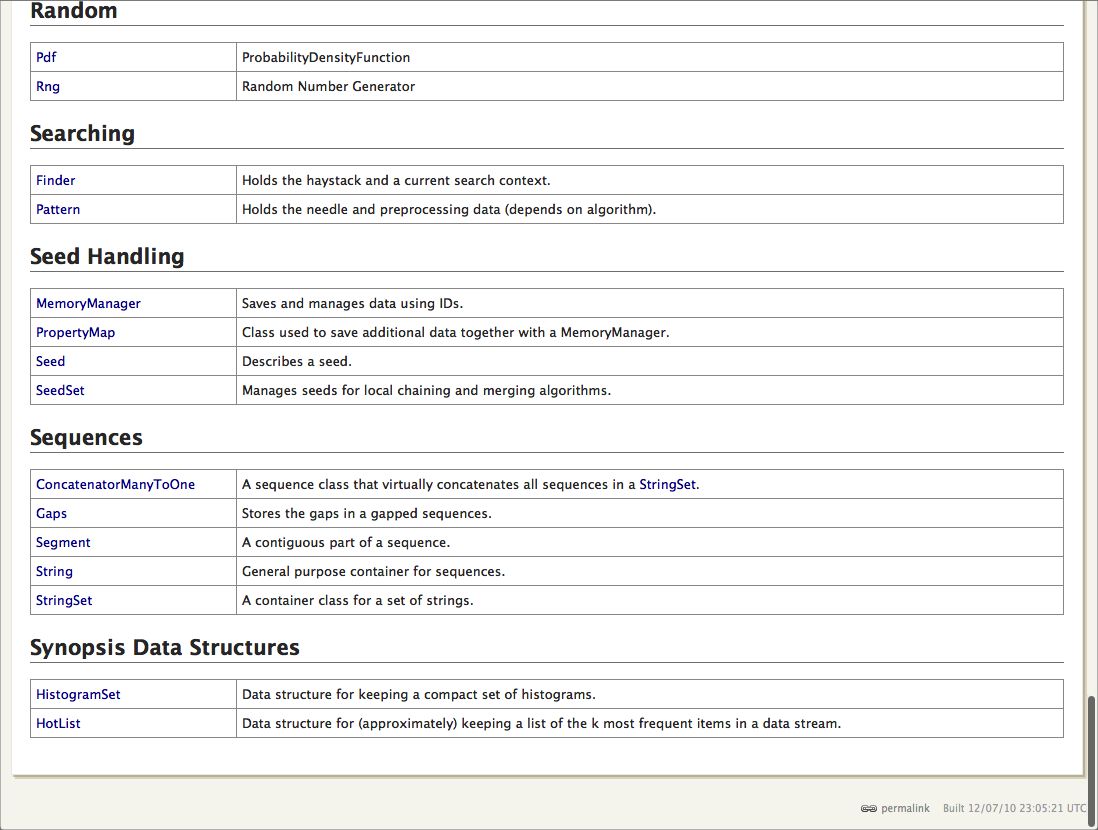 Random
Pdf ProbabilityDensityFunction
Rng Random Number Generator
Searching
Finder Holds the haystack and a current search context.
Pattern Holds the needle and preprocessing data (depends on algorithm).
Seed Handling
MemoryManager Saves and manages data using IDs.
PropertyMap Class used to save additional data together with a MemoryManager.
Seed Describes a seed.
SeedSet Manages seeds for local chaining and merging algorithms.
Sequences
ConcatenatorManyToOne A sequence class that virtually concatenates all sequences in a StringSet.
Gaps Stores the gaps in a gapped sequences.
Segment A contiguous part of a sequence.
String General purpose container for sequences.
StringSet A container class for a set of strings.
Synopsis Data Structures
HistogramSet Data structure for keeping a compact set of histograms.
HotList Data structure for (approximately) keeping a list of the k most frequent items in a data stream.
permalink Built 12/07/10 23:05:21 UTC